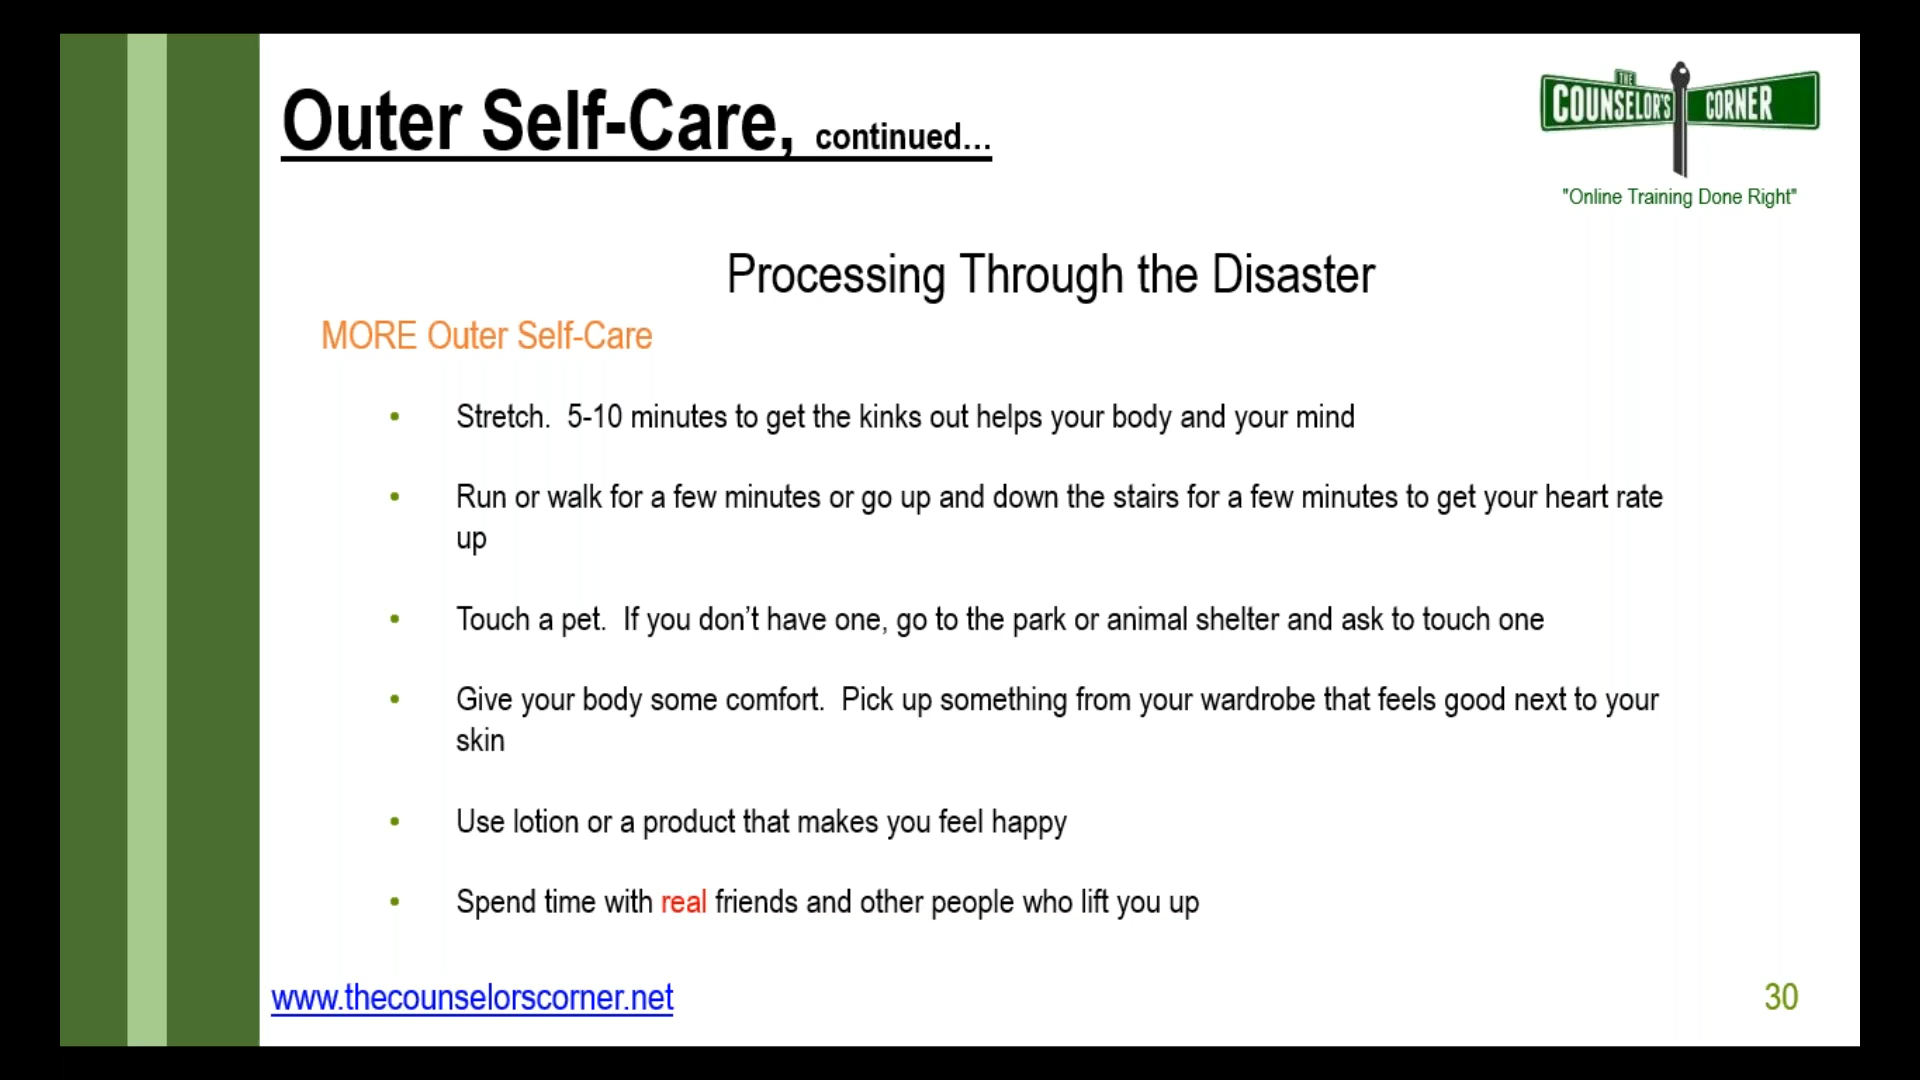 Outer Self-Care, continued...
THE
COUNSELOR'S CORNER
"Online Training Done Right"
Processing Through the Disaster
MORE Outer Self-Care
• Stretch.  5-10 minutes to get the kinks out helps your body and your mind
• Run or walk for a few minutes or go up and down the stairs for a few minutes to get your heart rate
up
• Touch a pet.  If you don’t have one, go to the park or animal shelter and ask to touch one
• Give your body some comfort.  Pick up something from your wardrobe that feels good next to your
skin
• Use lotion or a product that makes you feel happy
• Spend time with real friends and other people who lift you up
www.thecounselorscorner.net
30